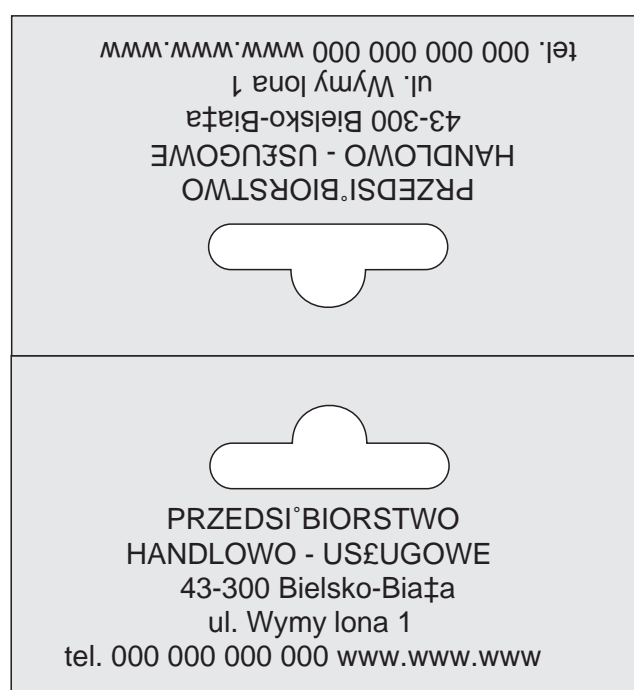 tel. 000 000 000 000 www.www.www
ul. Wymy lona 1
43-300 Bielsko-Bia‡a
HANDLOWO - US£UGOWE
PRZEDSI˚BIORSTWO
PRZEDSI˚BIORSTWO
HANDLOWO - US£UGOWE
43-300 Bielsko-Bia‡a
ul. Wymy lona 1
tel. 000 000 000 000 www.www.www